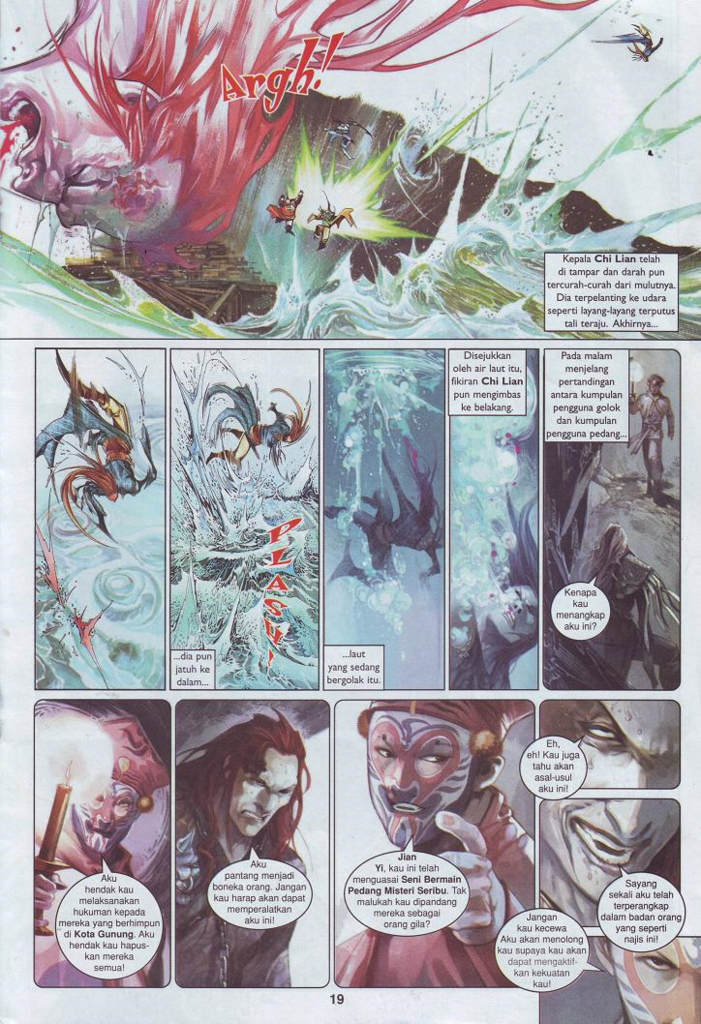 Argh!
Kepala Chi Lian telah
di tampar dan darah pun
tercurah-curah dari mulutnya.
Dia terpelanting ke udara
seperti layang-layang terputus
tali teraju. Akhirnya...
PLASH!
...dia pun
jatuh ke
dalam...
...laut
yang sedang
bergolak itu.
Disejukkan
oleh air laut itu,
fikiran Chi Lian
pun mengimbas
ke belakang.
Pada malam
menjelang
pertandingan
antara kumpulan
pengguna golok
dan kumpulan
pengguna pedang...
Kenapa
kau
menangkap
aku ini?
Aku
hendak kau
melaksanakan
hukuman kepada
mereka yang berhimpun
di Kota Gunung. Aku
hendak kau hapus-
kan mereka
semua!
Aku
pantang menjadi
boneka orang. Jangan
kau harap akan dapat
memperalatkan
aku ini!
Jian
Yi, kau ini telah
menguasai Seni Bermain
Pedang Misteri Seribu. Tak
malukah kau dipandang
mereka sebagai
orang gila?
Eh,
eh! Kau juga
tahu akan
asal-usul
aku ini!
Sayang
sekali aku telah
terperangkap
dalam badan orang
yang seperti
najis ini!
Jangan
kau kecewa
Aku akan menolong
kau supaya kau akan
dapat mengaktif-
kan kekuatan
kau!
19